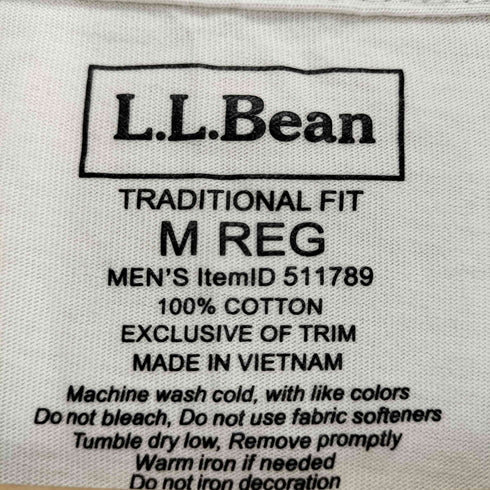 L.L.Bean
TRADITIONAL FIT
M REG
MEN'S ItemID 511789
100% COTTON
EXCLUSIVE OF TRIM
MADE IN VIETNAM
Machine wash cold, with like colors
Do not bleach, Do not use fabric softeners
Tumble dry low, Remove promptly
Warm iron if needed
Do not iron decoration